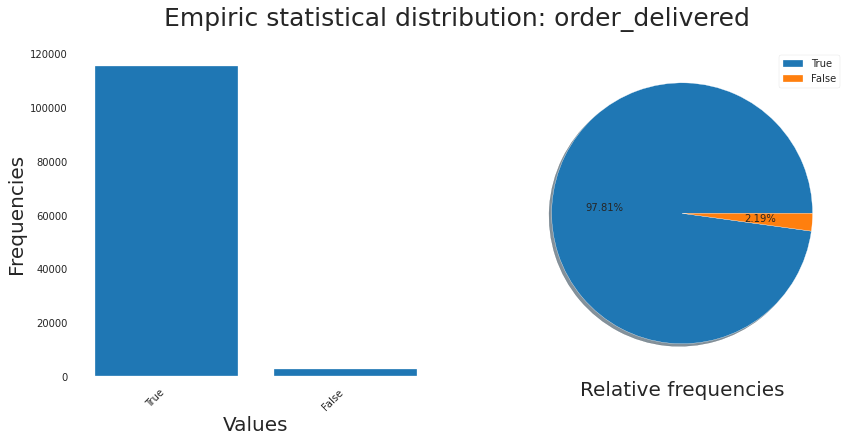 Empiric statistical distribution: order_delivered
Frequencies
120000
100000
80000
60000
40000
20000
0
True
False
Values
True
False
97.81%
2.19%
Relative frequencies